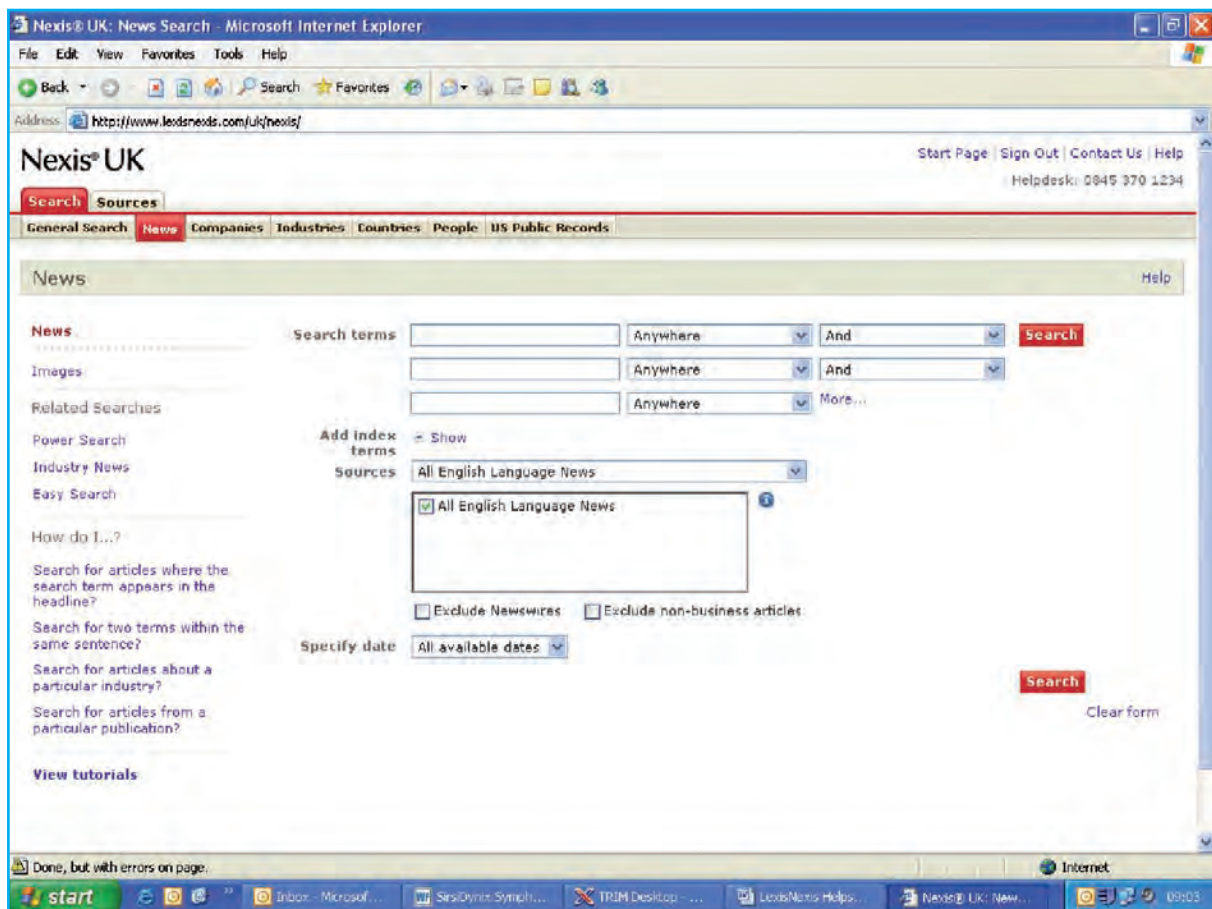 Nexis® UK: News Search - Microsoft Internet Explorer
File Edit View Favorites Tools Help
Back Search Favorites
Address http://www.lexisnexis.com/uk/nexis/
Nexis® UK
Start Page | Sign Out | Contact Us | Help
Helpdesk: 0845 370 1234
Search Sources
General Search News Companies Industries Countries People US Public Records
News Help
News
Images
Related Searches
Power Search
Industry News
Easy Search
How do I...?
Search for articles where the
search term appears in the
headline?
Search for two terms within the
same sentence?
Search for articles about a
particular industry?
Search for articles from a
particular publication?
View tutorials
Search terms Anywhere And Search
Anywhere And
Anywhere More...
Add index
terms
Show
Sources All English Language News
All English Language News
Exclude Newswires Exclude non-business articles
Specify date All available dates
Search
Clear form
Done, but with errors on page. Internet
start Inbox - Microsof... SirsiDynix Symph... TRIM Desktop - ... LexisNexis Helps... Nexis® UK: New... 09:03